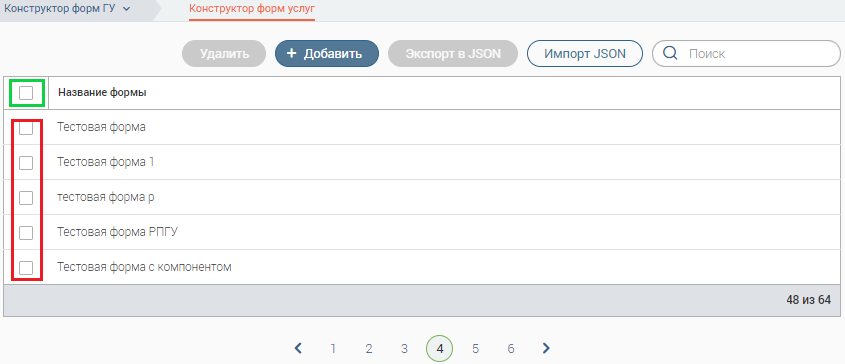 Конструктор форм ГУ Конструктор форм услуг
Удалить + Добавить Экспорт в JSON Импорт JSON Поиск
Название формы
Тестовая форма
Тестовая форма 1
тестовая форма р
Тестовая форма РПГУ
Тестовая форма с компонентом
48 из 64
1 2 3 4 5 6